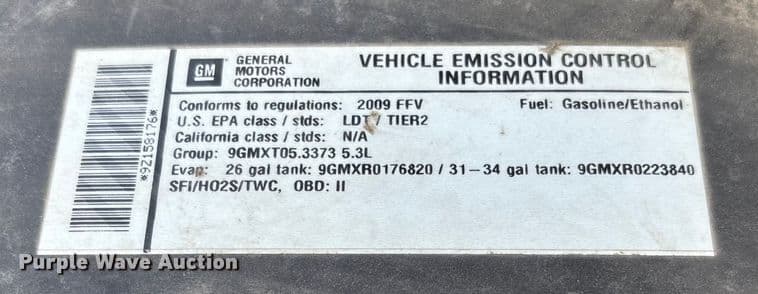 *9Z158176*
GM
GENERAL
MOTORS
CORPORATION
VEHICLE EMISSION CONTROL
INFORMATION
Conforms to regulations: 2009 FFV Fuel: Gasoline/Ethanol
U.S. EPA class / stds: TIER2
California class / stds: N/A
Group: 9GMXT05.3373 5.3L
Evap: 26 gal tank: 9GMXR0176820 / 31-34 gal tank: 9GMXR0223840
SFI/HO2S/TWC, OBD: II
Purple Wave Auction